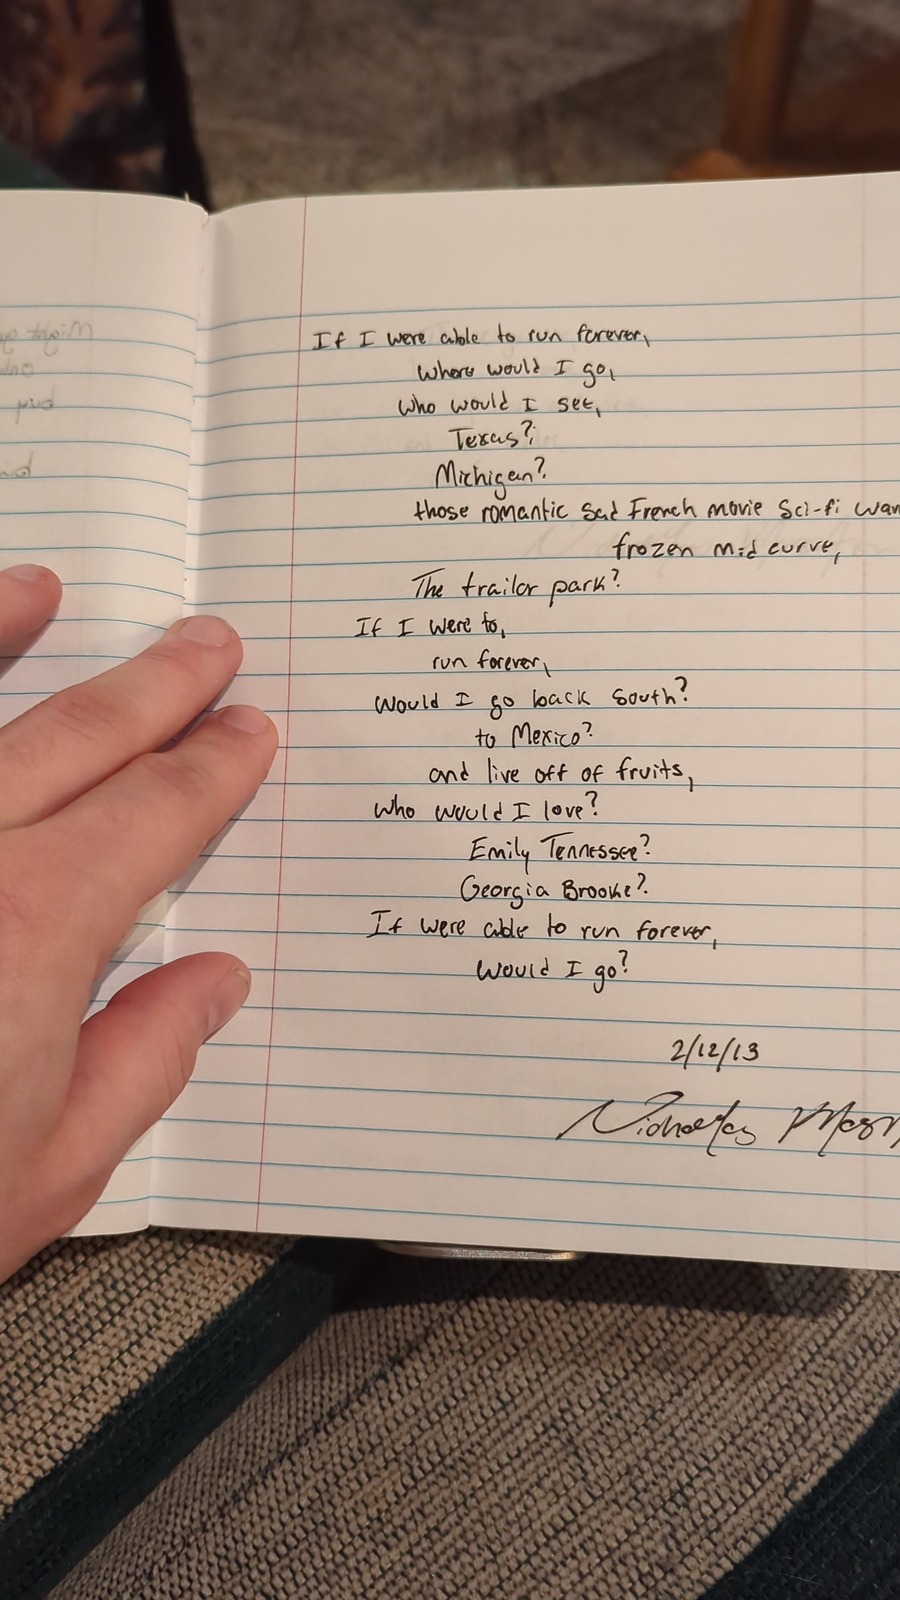 If I were able to run forever,
Where would I go,
Who would I see,
Texas?
Michigan?
those romantic sad French movie Sci-fi
frozen mid curve,
The trailor park?
If I were to,
run forever,
Would I go back South?
to Mexico?
and live off of fruits,
Who would I love?
Emily Tennessee?
Georgia Brooke?
If were able to run forever,
Would I go?
2/12/13
Nicholas